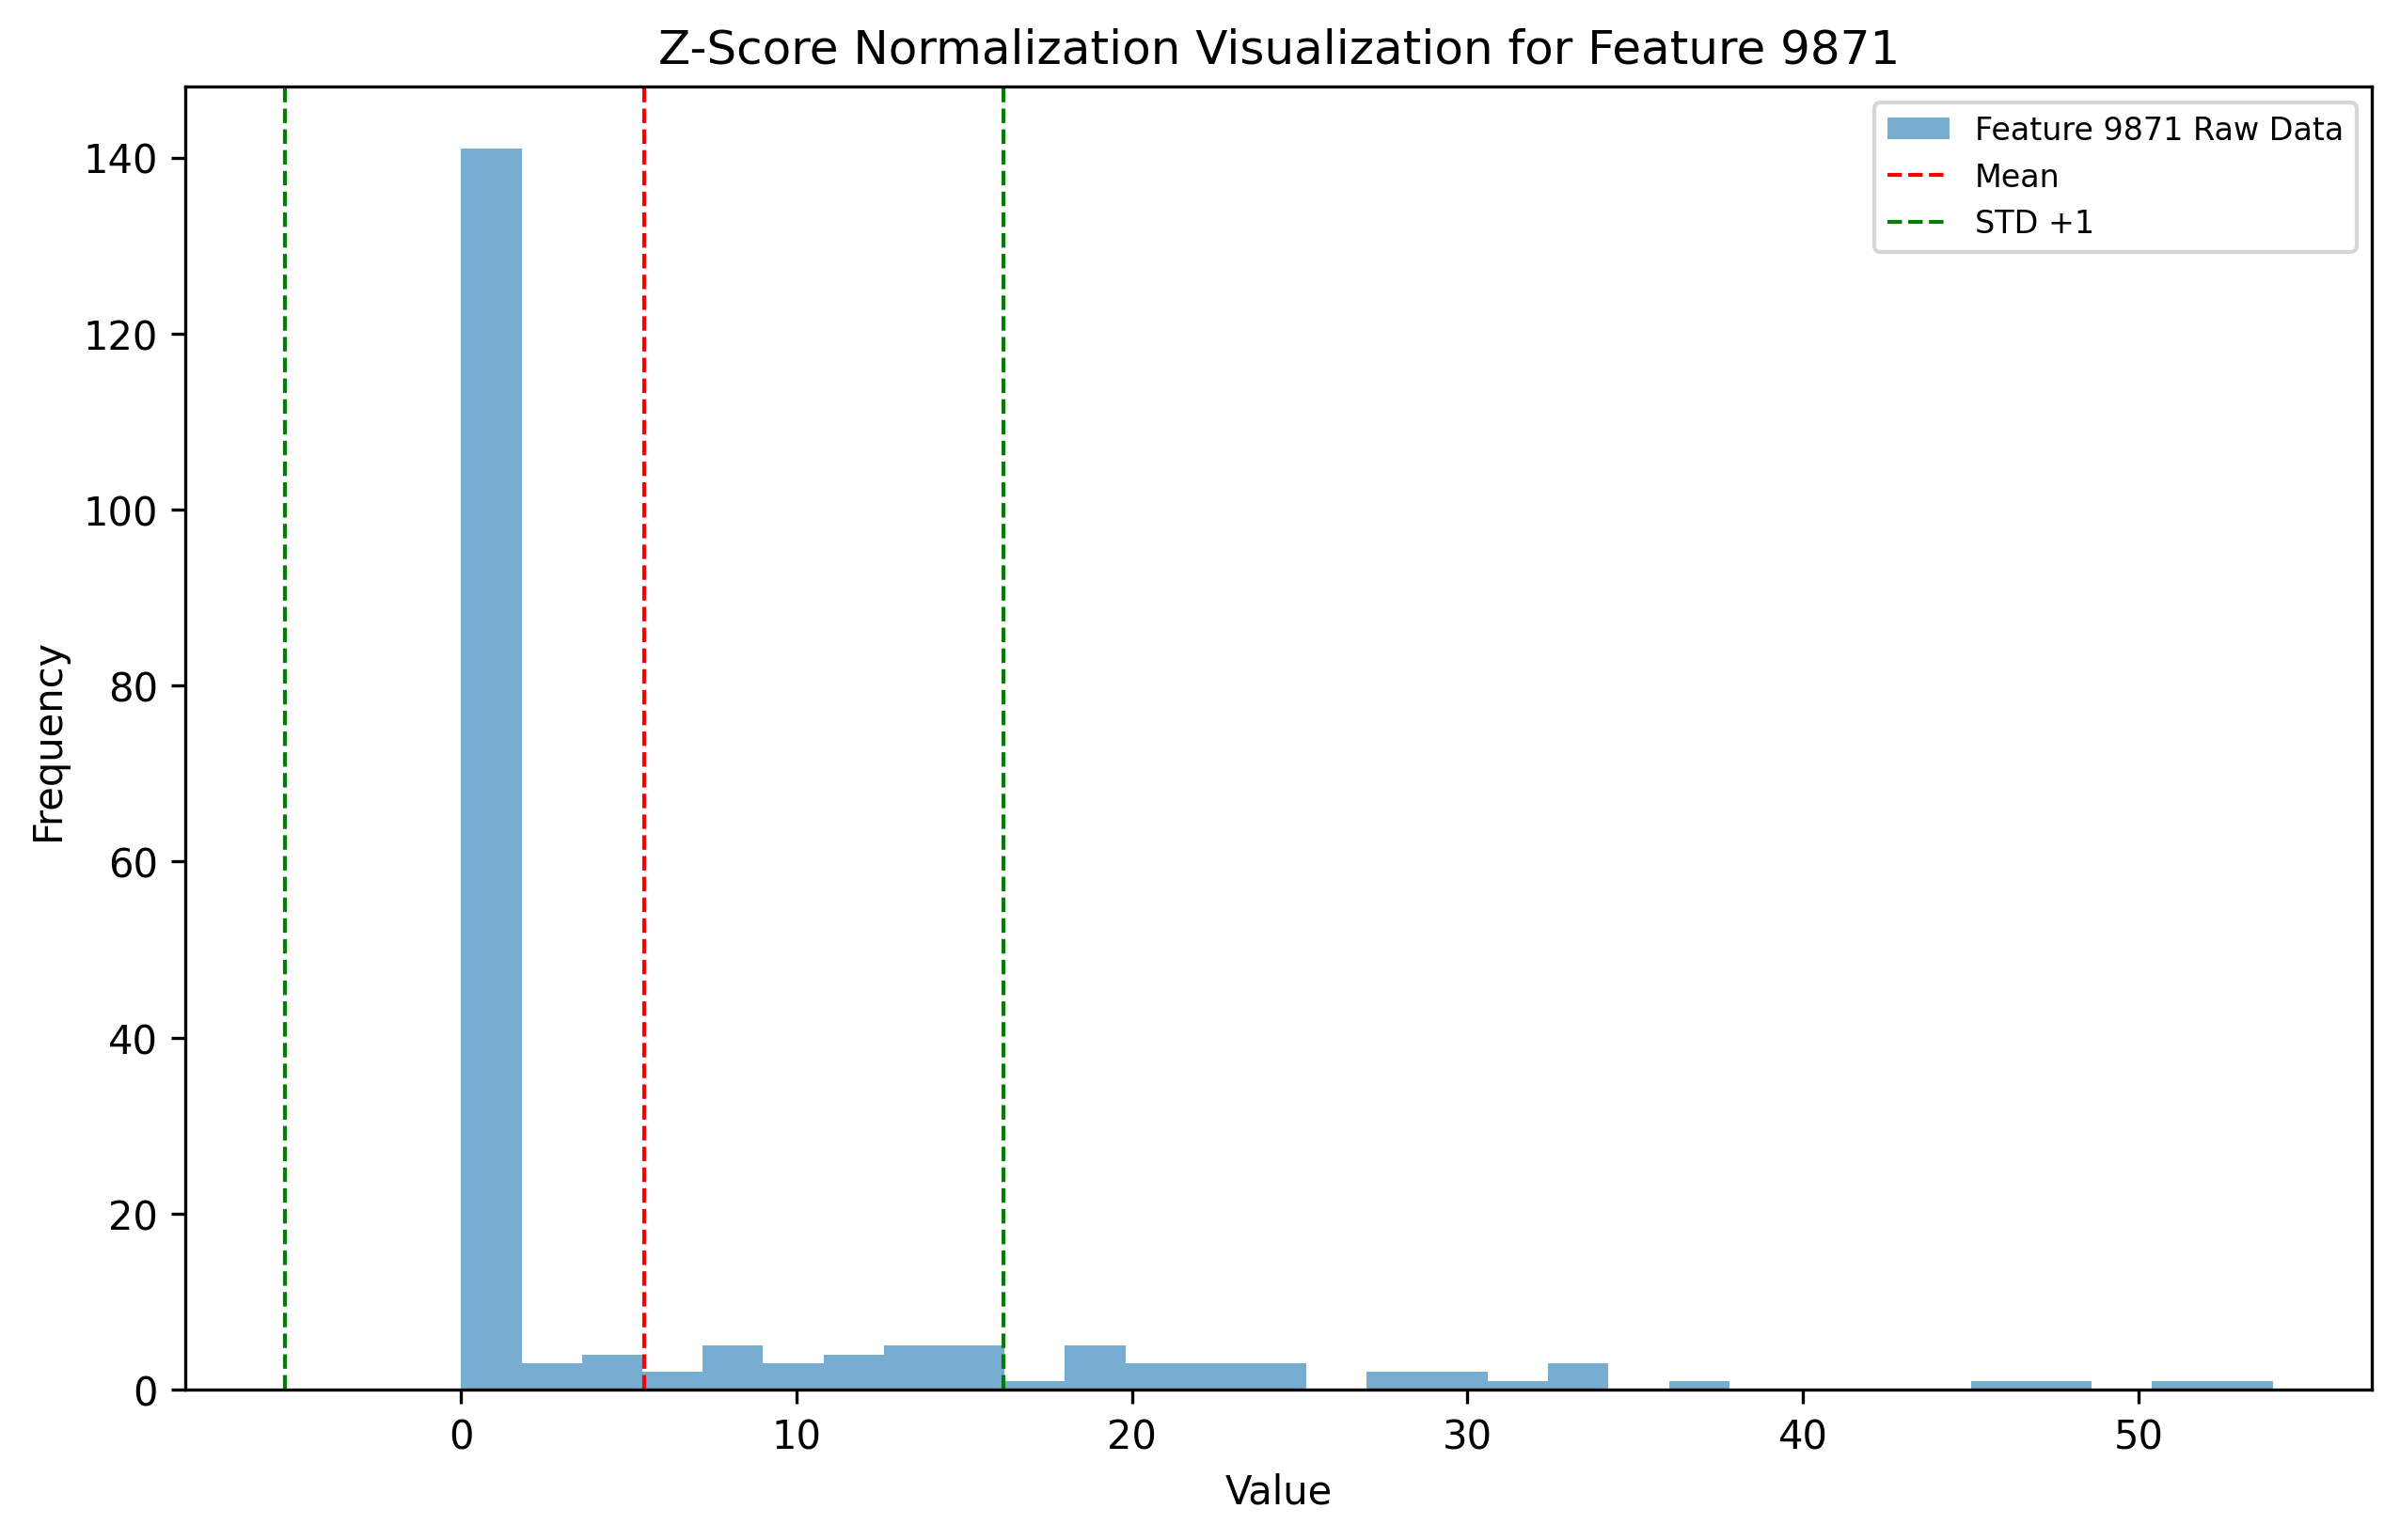 Z-Score Normalization Visualization for Feature 9871
Feature 9871 Raw Data
Mean
STD +1
140
120
100
80
60
40
20
0
Frequency
0 10 20 30 40 50
Value